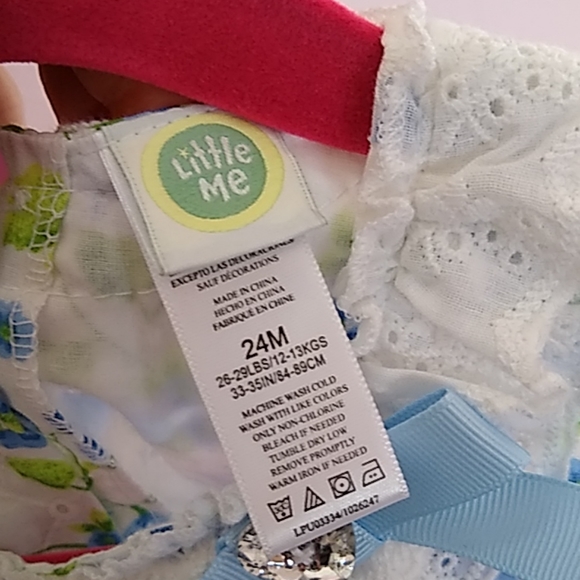 Little
Me
EXCEPTO LAS DECORACIONES
SAUF DÉCORATIONS
MADE IN CHINA
HECHO EN CHINA
FABRIQUÉ EN CHINE
24M
26-29LBS/12-13KGS
33-35IN/84-89CM
MACHINE WASH COLD
WASH WITH LIKE COLORS
ONLY NON-CHLORINE
BLEACH IF NEEDED
TUMBLE DRY LOW
REMOVE PROMPTLY
WARM IRON IF NEEDED
LPU03334/1026247